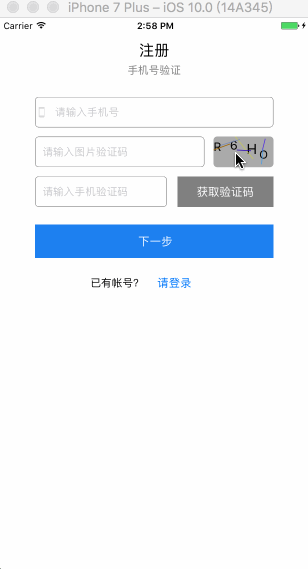 iPhone 7 Plus – iOS 10.0 (14A345)
Carrier 2:58 PM
注册
手机号验证
请输入手机号
请输入图片验证码 R 6 H O
请输入手机验证码 获取验证码
下一步
已有帐号? 请登录